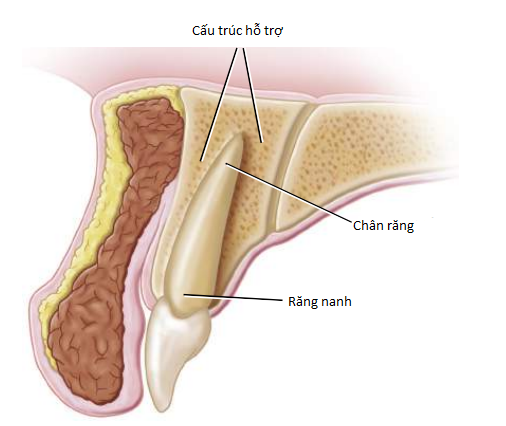 Cấu trúc hỗ trợ
Chân răng
Răng nanh